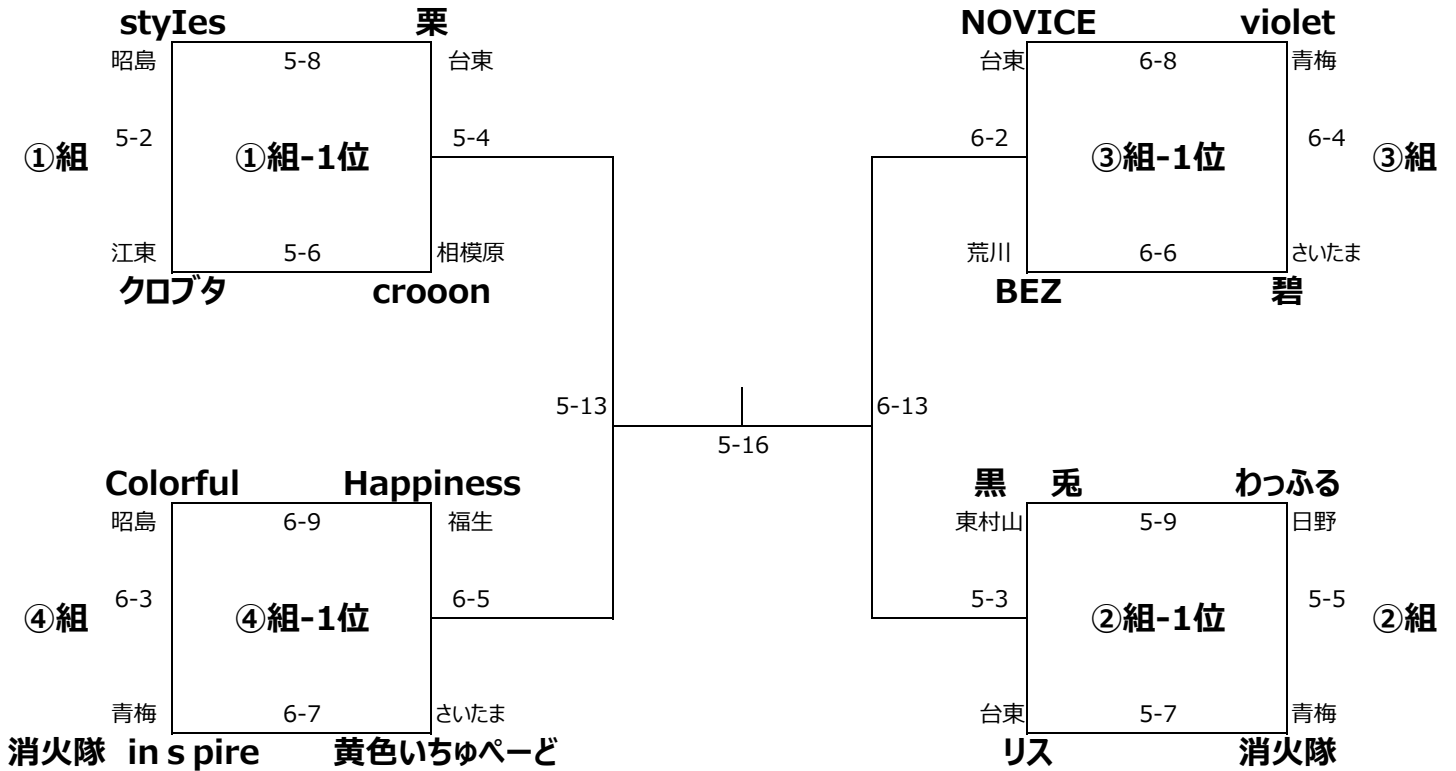 styIes 栗 NOVICE violet
昭島 5-8 台東 台東 6-8 青梅
①組 5-2 ①組-1位 5-4 6-2 ③組-1位 6-4 ③組
江東 5-6 相模原 荒川 6-6 さいたま
クロブタ crooon BEZ 碧
5-13 6-13
5-16
Colorful Happiness 黒 兎 わっふる
昭島 6-9 福生 東村山 5-9 日野
④組 6-3 ④組-1位 6-5 5-3 ②組-1位 5-5 ②組
青梅 6-7 さいたま 台東 5-7 青梅
消火隊 in s pire 黄色いちゅぺーど リス 消火隊